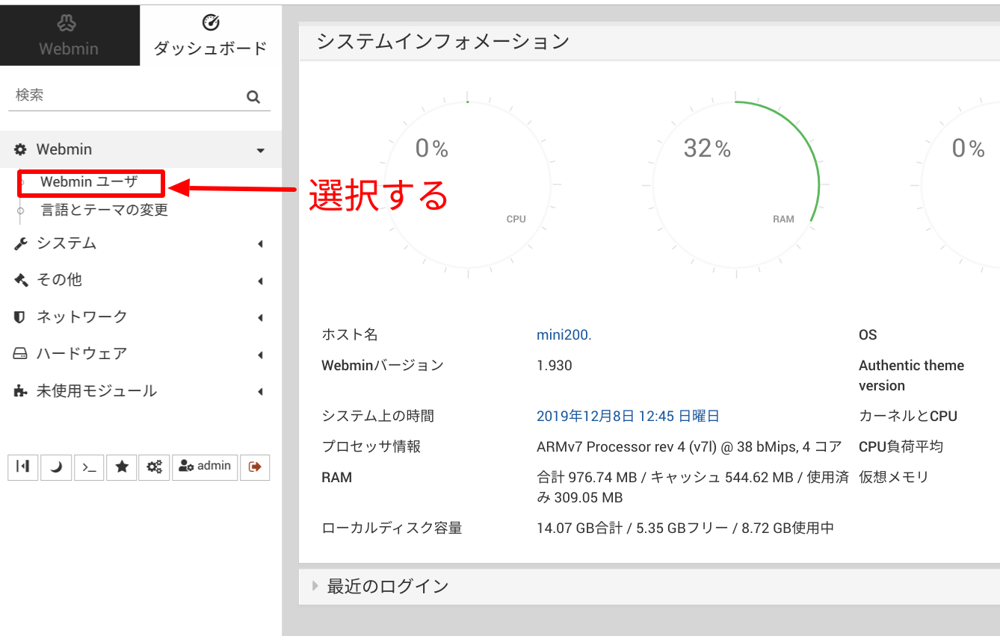 Webmin
ダッシュボード
検索
Webmin
Webmin ユーザ
言語とテーマの変更
システム
その他
ネットワーク
ハードウェア
未使用モジュール
admin
選択する
システムインフォメーション
0%
CPU
32%
RAM
0%
ホスト名 mini200. OS
Webminバージョン 1.930 Authentic theme
version
システム上の時間 2019年12月8日 12:45 日曜日 カーネルとCPU
プロセッサ情報 ARMv7 Processor rev 4 (v7l) @ 38 bMips, 4 コア CPU負荷平均
RAM 合計 976.74 MB / キャッシュ 544.62 MB / 使用済 仮想メモリ
み 309.05 MB
ローカルディスク容量 14.07 GB合計 / 5.35 GBフリー / 8.72 GB使用中
最近のログイン